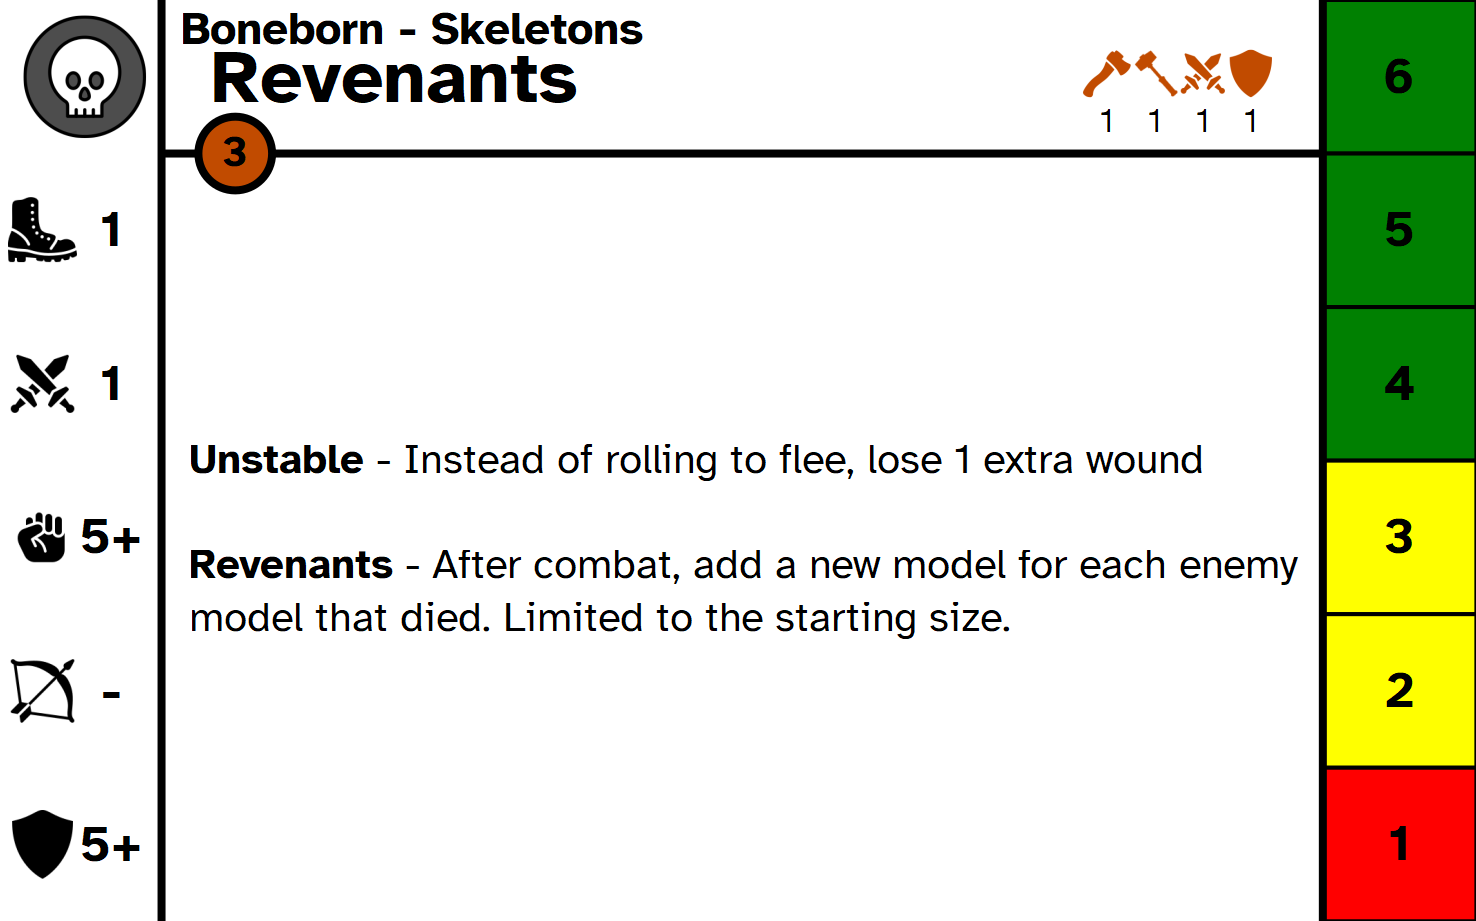 Boneborn - Skeletons
Revenants
1 1 1 1
3
1
1
5+
-
5+
Unstable - Instead of rolling to flee, lose 1 extra wound
Revenants - After combat, add a new model for each enemy
model that died. Limited to the starting size.
6
5
4
3
2
1